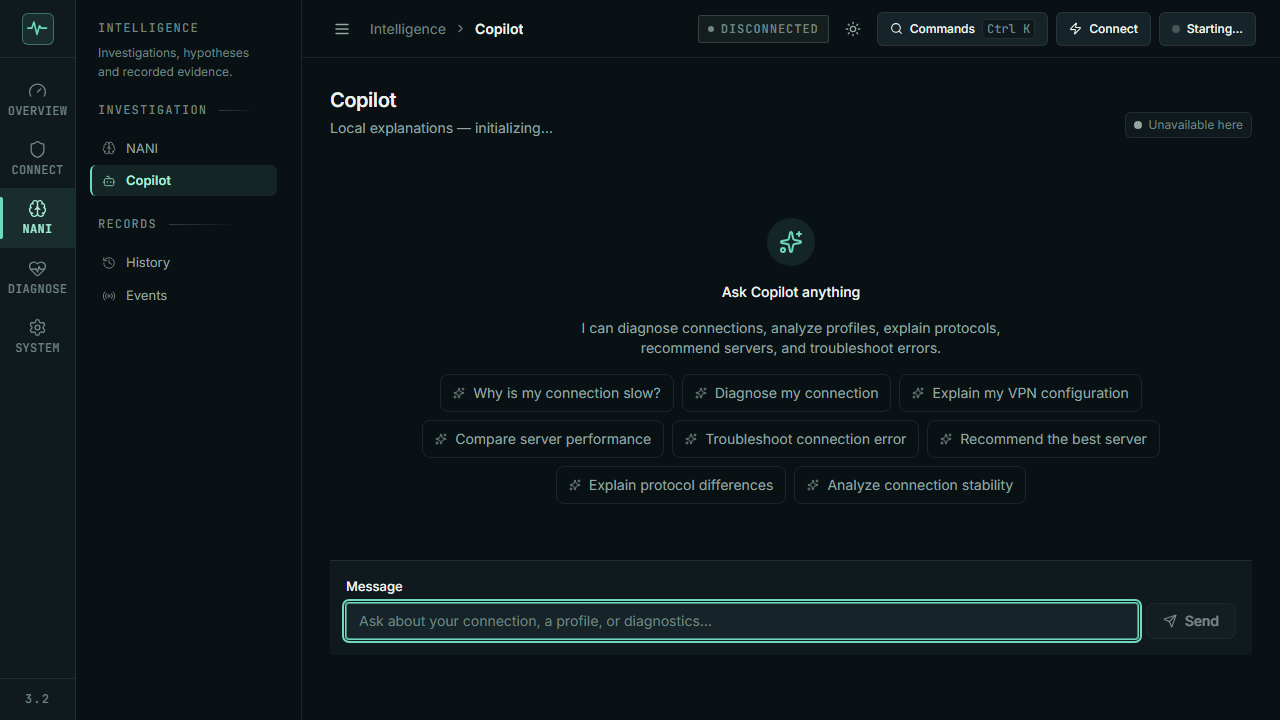 OVERVIEW
CONNECT
NANI
DIAGNOSE
SYSTEM
3.2
INTELLIGENCE
Investigations, hypotheses
and recorded evidence.
INVESTIGATION
NANI
Copilot
RECORDS
History
Events
Intelligence
Copilot
DISCONNECTED
Commands Ctrl K
Connect
Starting...
Copilot
Local explanations — initializing...
Unavailable here
Ask Copilot anything
I can diagnose connections, analyze profiles, explain protocols,
recommend servers, and troubleshoot errors.
Why is my connection slow?
Diagnose my connection
Explain my VPN configuration
Compare server performance
Troubleshoot connection error
Recommend the best server
Explain protocol differences
Analyze connection stability
Message
Ask about your connection, a profile, or diagnostics...
Send